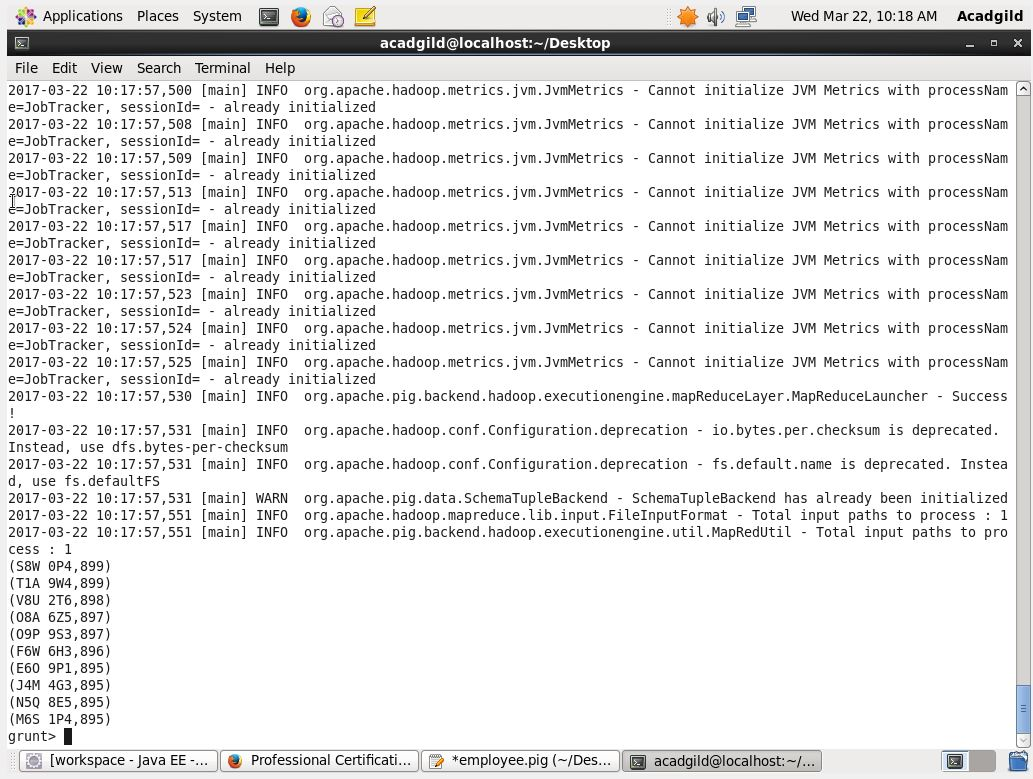 Applications Places System Wed Mar 22, 10:18 AM Acadgild
acadgild@localhost:~/Desktop
File Edit View Search Terminal Help
2017-03-22 10:17:57,500 [main] INFO  org.apache.hadoop.metrics.jvm.JvmMetrics - Cannot initialize JVM Metrics with processNam
e=JobTracker, sessionId= - already initialized
2017-03-22 10:17:57,508 [main] INFO  org.apache.hadoop.metrics.jvm.JvmMetrics - Cannot initialize JVM Metrics with processNam
e=JobTracker, sessionId= - already initialized
2017-03-22 10:17:57,509 [main] INFO  org.apache.hadoop.metrics.jvm.JvmMetrics - Cannot initialize JVM Metrics with processNam
e=JobTracker, sessionId= - already initialized
2017-03-22 10:17:57,513 [main] INFO  org.apache.hadoop.metrics.jvm.JvmMetrics - Cannot initialize JVM Metrics with processNam
e=JobTracker, sessionId= - already initialized
2017-03-22 10:17:57,517 [main] INFO  org.apache.hadoop.metrics.jvm.JvmMetrics - Cannot initialize JVM Metrics with processNam
e=JobTracker, sessionId= - already initialized
2017-03-22 10:17:57,517 [main] INFO  org.apache.hadoop.metrics.jvm.JvmMetrics - Cannot initialize JVM Metrics with processNam
e=JobTracker, sessionId= - already initialized
2017-03-22 10:17:57,523 [main] INFO  org.apache.hadoop.metrics.jvm.JvmMetrics - Cannot initialize JVM Metrics with processNam
e=JobTracker, sessionId= - already initialized
2017-03-22 10:17:57,524 [main] INFO  org.apache.hadoop.metrics.jvm.JvmMetrics - Cannot initialize JVM Metrics with processNam
e=JobTracker, sessionId= - already initialized
2017-03-22 10:17:57,525 [main] INFO  org.apache.hadoop.metrics.jvm.JvmMetrics - Cannot initialize JVM Metrics with processNam
e=JobTracker, sessionId= - already initialized
2017-03-22 10:17:57,530 [main] INFO  org.apache.pig.backend.hadoop.executionengine.mapReduceLayer.MapReduceLauncher - Success
!
2017-03-22 10:17:57,531 [main] INFO  org.apache.hadoop.conf.Configuration.deprecation - io.bytes.per.checksum is deprecated.
Instead, use dfs.bytes-per-checksum
2017-03-22 10:17:57,531 [main] INFO  org.apache.hadoop.conf.Configuration.deprecation - fs.default.name is deprecated. Instea
d, use fs.defaultFS
2017-03-22 10:17:57,531 [main] WARN  org.apache.pig.data.SchemaTupleBackend - SchemaTupleBackend has already been initialized
2017-03-22 10:17:57,551 [main] INFO  org.apache.hadoop.mapreduce.lib.input.FileInputFormat - Total input paths to process : 1
2017-03-22 10:17:57,551 [main] INFO  org.apache.pig.backend.hadoop.executionengine.util.MapRedUtil - Total input paths to pro
cess : 1
(S8W 0P4,899)
(T1A 9W4,899)
(V8U 2T6,898)
(O8A 6Z5,897)
(O9P 9S3,897)
(F6W 6H3,896)
(E6O 9P1,895)
(J4M 4G3,895)
(N5Q 8E5,895)
(M6S 1P4,895)
grunt>
[workspace - Java EE -... Professional Certificati... *employee.pig (~/Des... acadgild@localhost:~/...